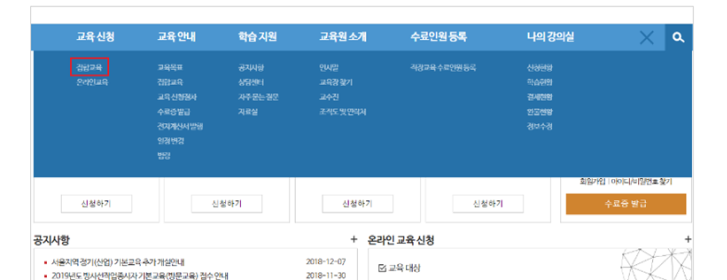 교육 신청 교육 안내 학습 지원 교육원 소개 수료인원 등록 나의 강의실
집합교육 교육목표 공지사항 인사말 직장교육 수료인원등록 신청현황
온라인교육 집합교육 상담센터 교육장 찾기 학습현황
교육 신청절차 자주 묻는 질문 교수진 결제현황
수료증 발급 자료실 조직도 및 연락처 방문현황
전자계산서 발행 정보수정
일정변경
법령
회원가입 | 아이디/비밀번호 찾기
신청하기 신청하기 신청하기 신청하기 수료증 발급
공지사항 + 온라인 교육 신청 +
서울지역 정기(산업) 기본교육 추가 개설안내 2018-12-07
2019년도 방사선작업종사자 기본교육(방문교육) 접수 안내 2018-11-30
교육 대상